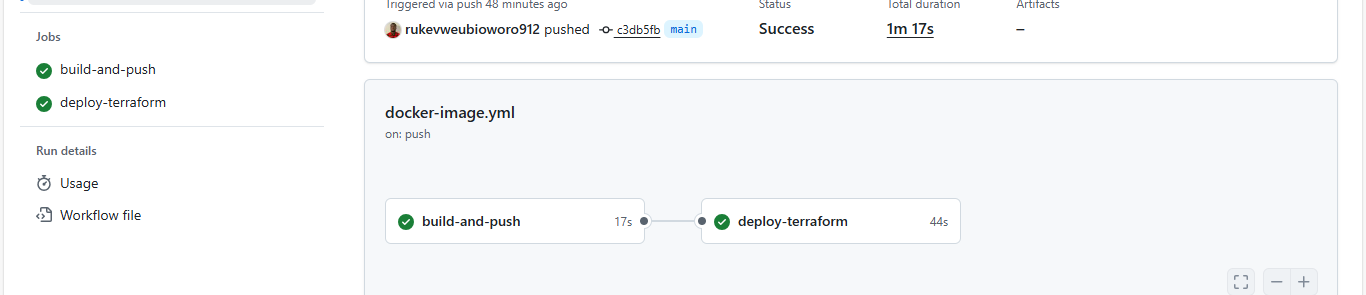 Triggered via push 48 minutes ago
Status
Total duration
Artifacts
rukevweubioworo912 pushed c3db5fb main
Success
1m 17s
–
Jobs
build-and-push
deploy-terraform
Run details
Usage
Workflow file
docker-image.yml
on: push
build-and-push 17s
deploy-terraform 44s